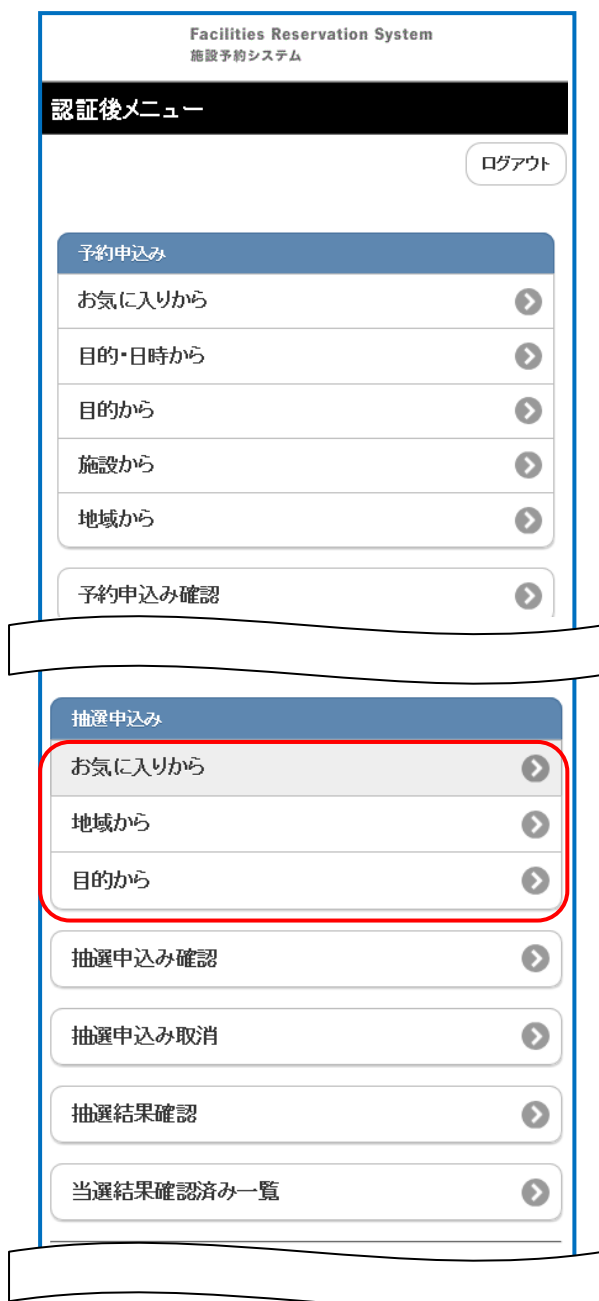 Facilities Reservation System
施設予約システム
認証後メニュー
ログアウト
予約申込み
お気に入りから
目的・日時から
目的から
施設から
地域から
予約申込み確認
抽選申込み
お気に入りから
地域から
目的から
抽選申込み確認
抽選申込み取消
抽選結果確認
当選結果確認済み一覧